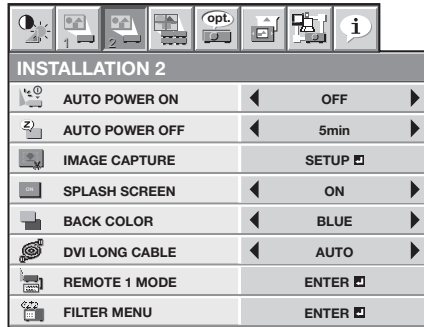 1 2 opt. i
INSTALLATION 2
AUTO POWER ON OFF
AUTO POWER OFF 5min
IMAGE CAPTURE SETUP
SPLASH SCREEN ON
BACK COLOR BLUE
DVI LONG CABLE AUTO
REMOTE 1 MODE ENTER
FILTER MENU ENTER